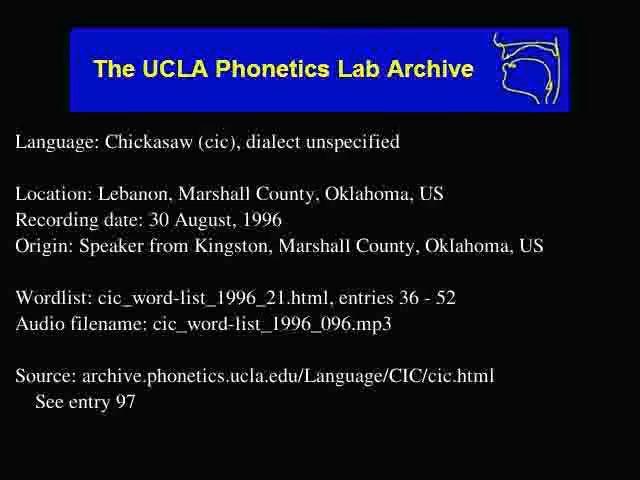 The UCLA Phonetics Lab Archive
Language: Chickasaw (cic), dialect unspecified
Location: Lebanon, Marshall County, Oklahoma, US
Recording date: 30 August, 1996
Origin: Speaker from Kingston, Marshall County, Oklahoma, US
Wordlist: cic_word-list_1996_21.html, entries 36 - 52
Audio filename: cic_word-list_1996_096.mp3
Source: archive.phonetics.ucla.edu/Language/CIC/cic.html
See entry 97